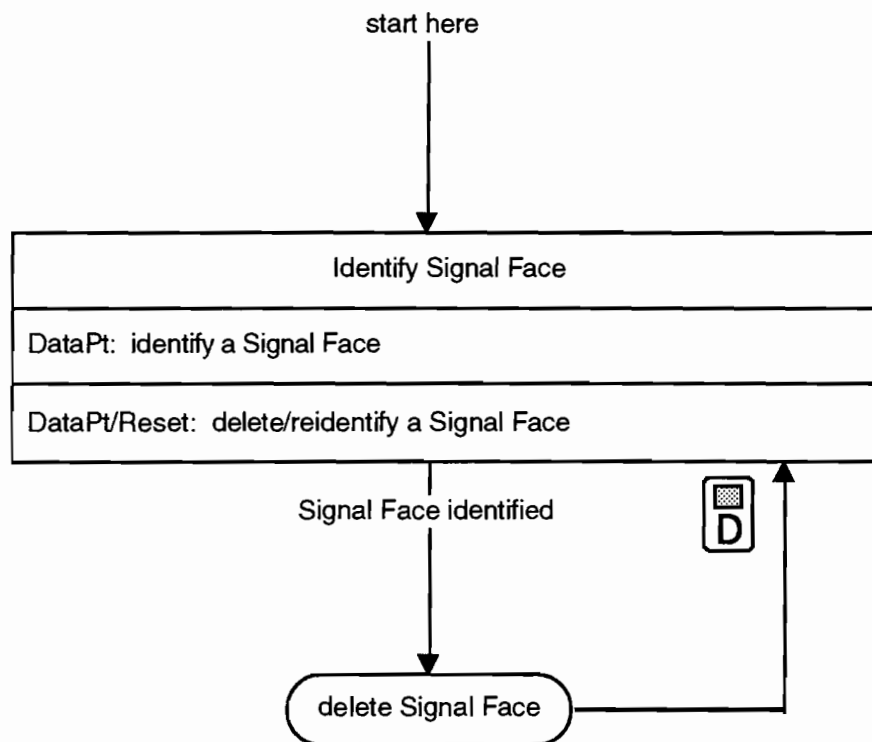 start here
Identify Signal Face
DataPt: identify a Signal Face
DataPt/Reset: delete/reidentify a Signal Face
Signal Face identified
D
delete Signal Face